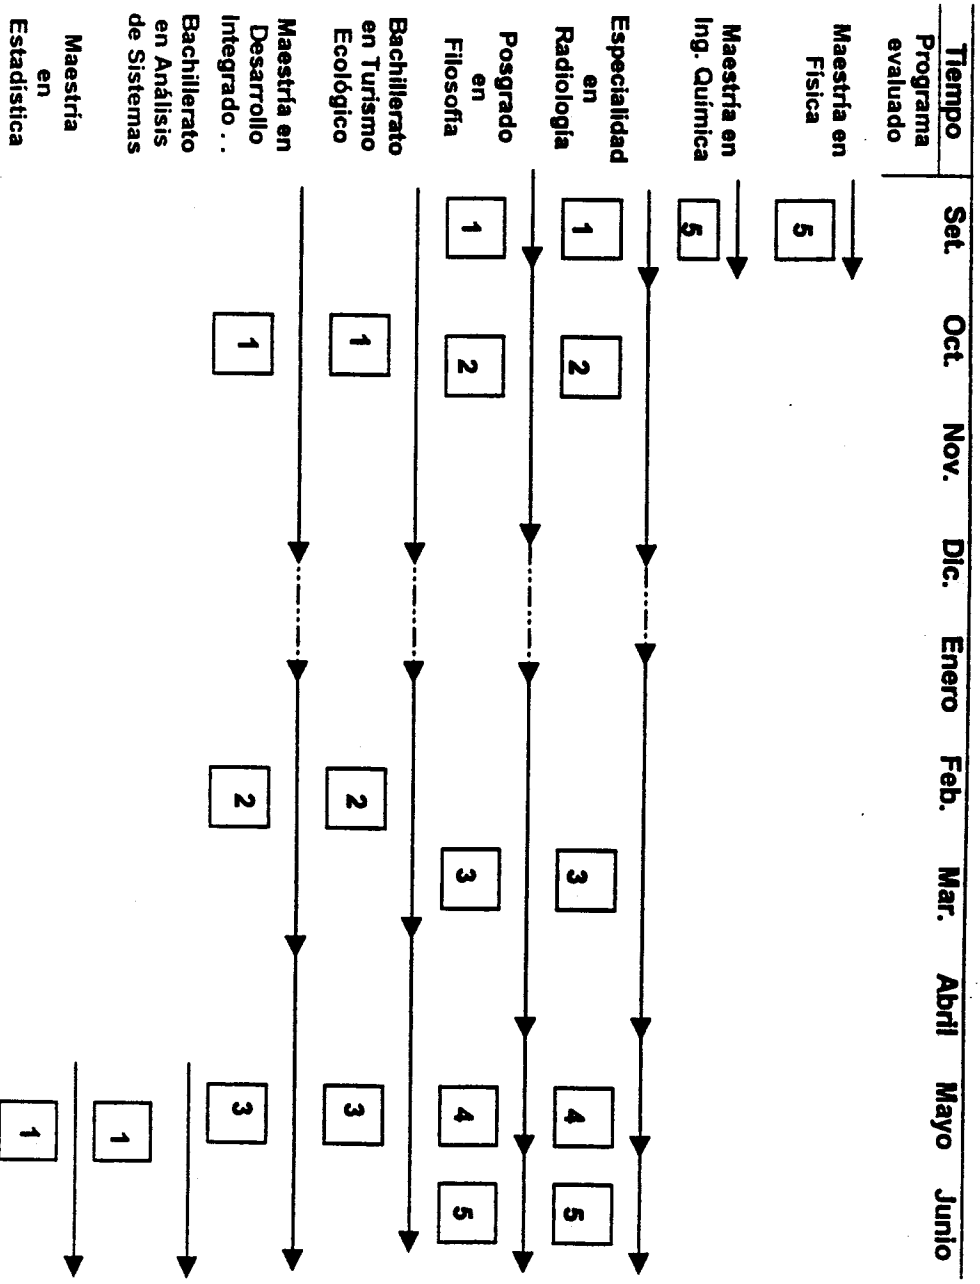 Tiempo Set. Oct. Nov. Dic. Enero Feb. Mar. Abril Mayo Junio
Programa
evaluado
Maestría en
Física
5
Maestría en
Ing. Química
5
Especialidad
en
Radiología
1 2 3 4 5
Posgrado
en
Filosofía
1 2 3 4 5
Bachillerato
en Turismo
Ecológico
1 2 3
Maestría en
Desarrollo
Integrado . .
1 2 3
Bachillerato
en Análisis
de Sistemas
1
Maestría
en
Estadística
1